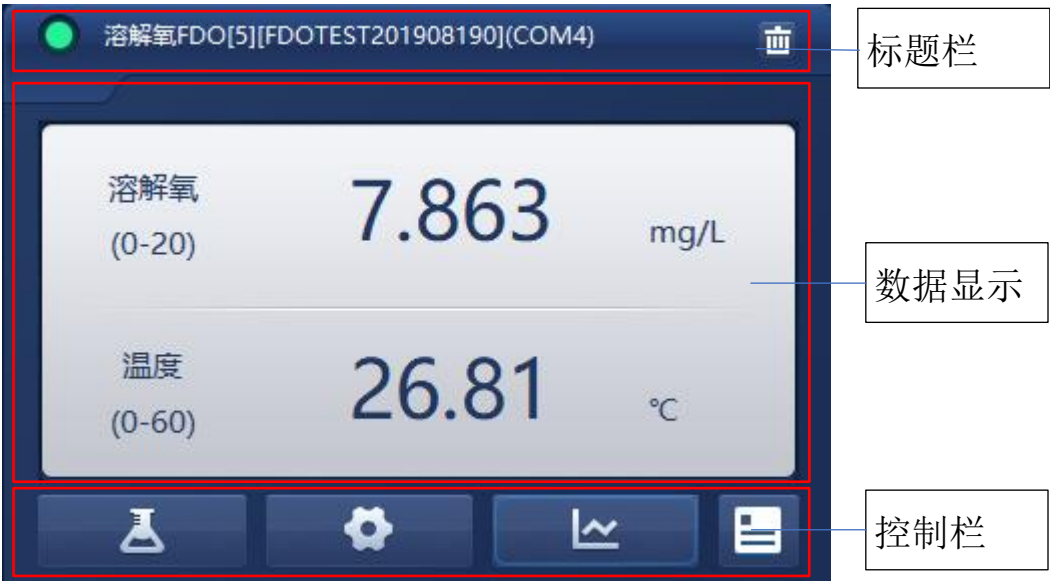 溶解氧FDO[5][FDOTEST201908190](COM4)
标题栏
溶解氧
(0-20)
7.863
mg/L
数据显示
温度
(0-60)
26.81
℃
控制栏